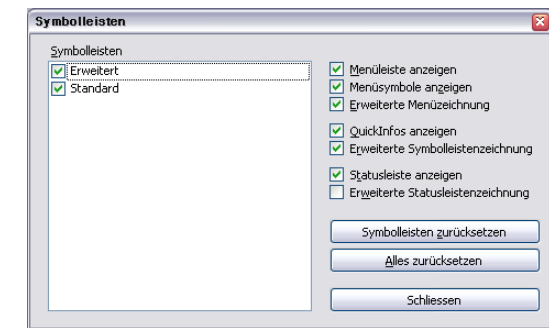 Symbolleisten
Symbolleisten
Erweitert
Standard
Menüleiste anzeigen
Menüsymbole anzeigen
Erweiterte Menüzeichnung
QuickInfos anzeigen
Erweiterte Symbolleistenzeichnung
Statusleiste anzeigen
Erweiterte Statusleistenzeichnung
Symbolleisten zurücksetzen
Alles zurücksetzen
Schliessen